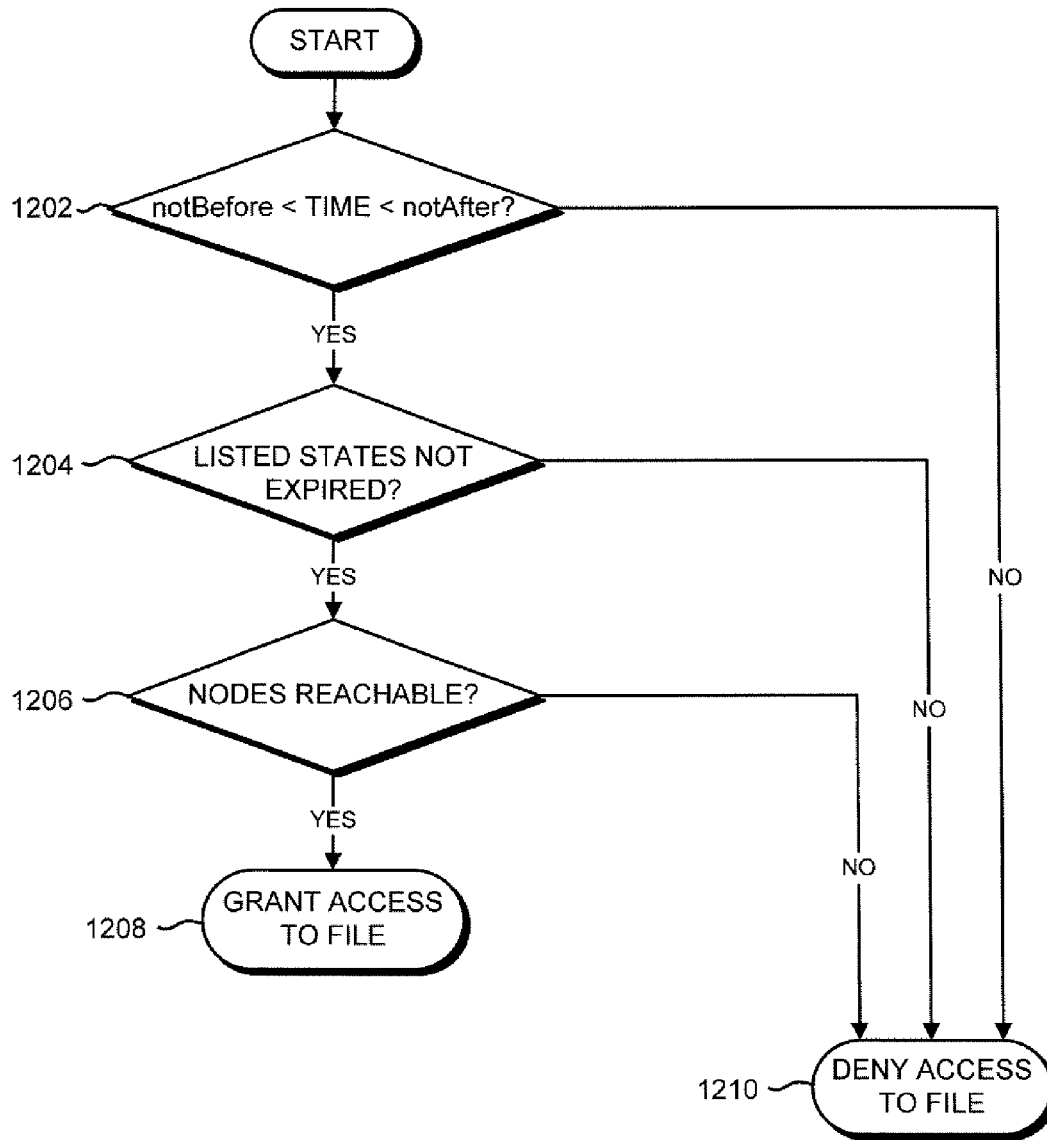 START
1202
notBefore < TIME < notAfter?
YES
1204
LISTED STATES NOT
EXPIRED?
YES
NO
1206
NODES REACHABLE?
NO
YES
NO
1208
GRANT ACCESS
TO FILE
1210
DENY ACCESS
TO FILE